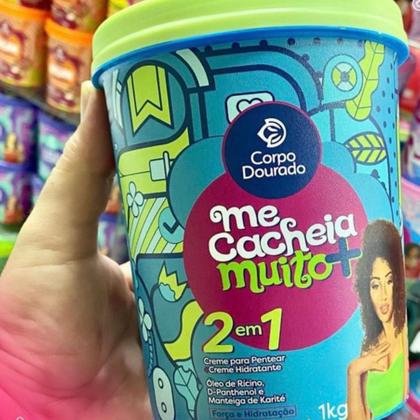 Corpo
Dourado
me
cacheia
muito+
2 em 1
Creme para Pentear
Creme Hidratante
Óleo de Rícino,
D-Panthenol e
Manteiga de Karité
Força e Hidratação
1kg